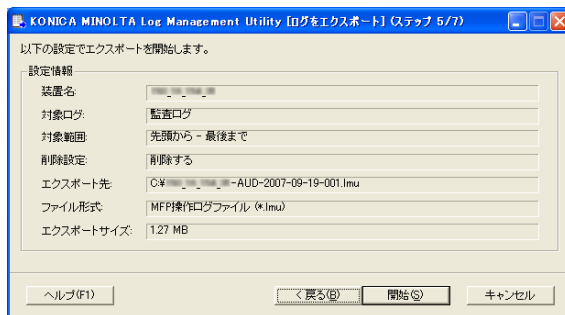 KONICA MINOLTA Log Management Utility [ログをエクスポート] (ステップ 5/7)
以下の設定でエクスポートを開始します。
設定情報
装置名:
対象ログ: 監査ログ
対象範囲: 先頭から - 最後まで
削除設定: 削除する
エクスポート先: C:¥ -AUD-2007-09-19-001.lmu
ファイル形式: MFP操作ログファイル (*.lmu)
エクスポートサイズ: 1.27 MB
ヘルプ(F1) < 戻る(B) 開始(S) キャンセル